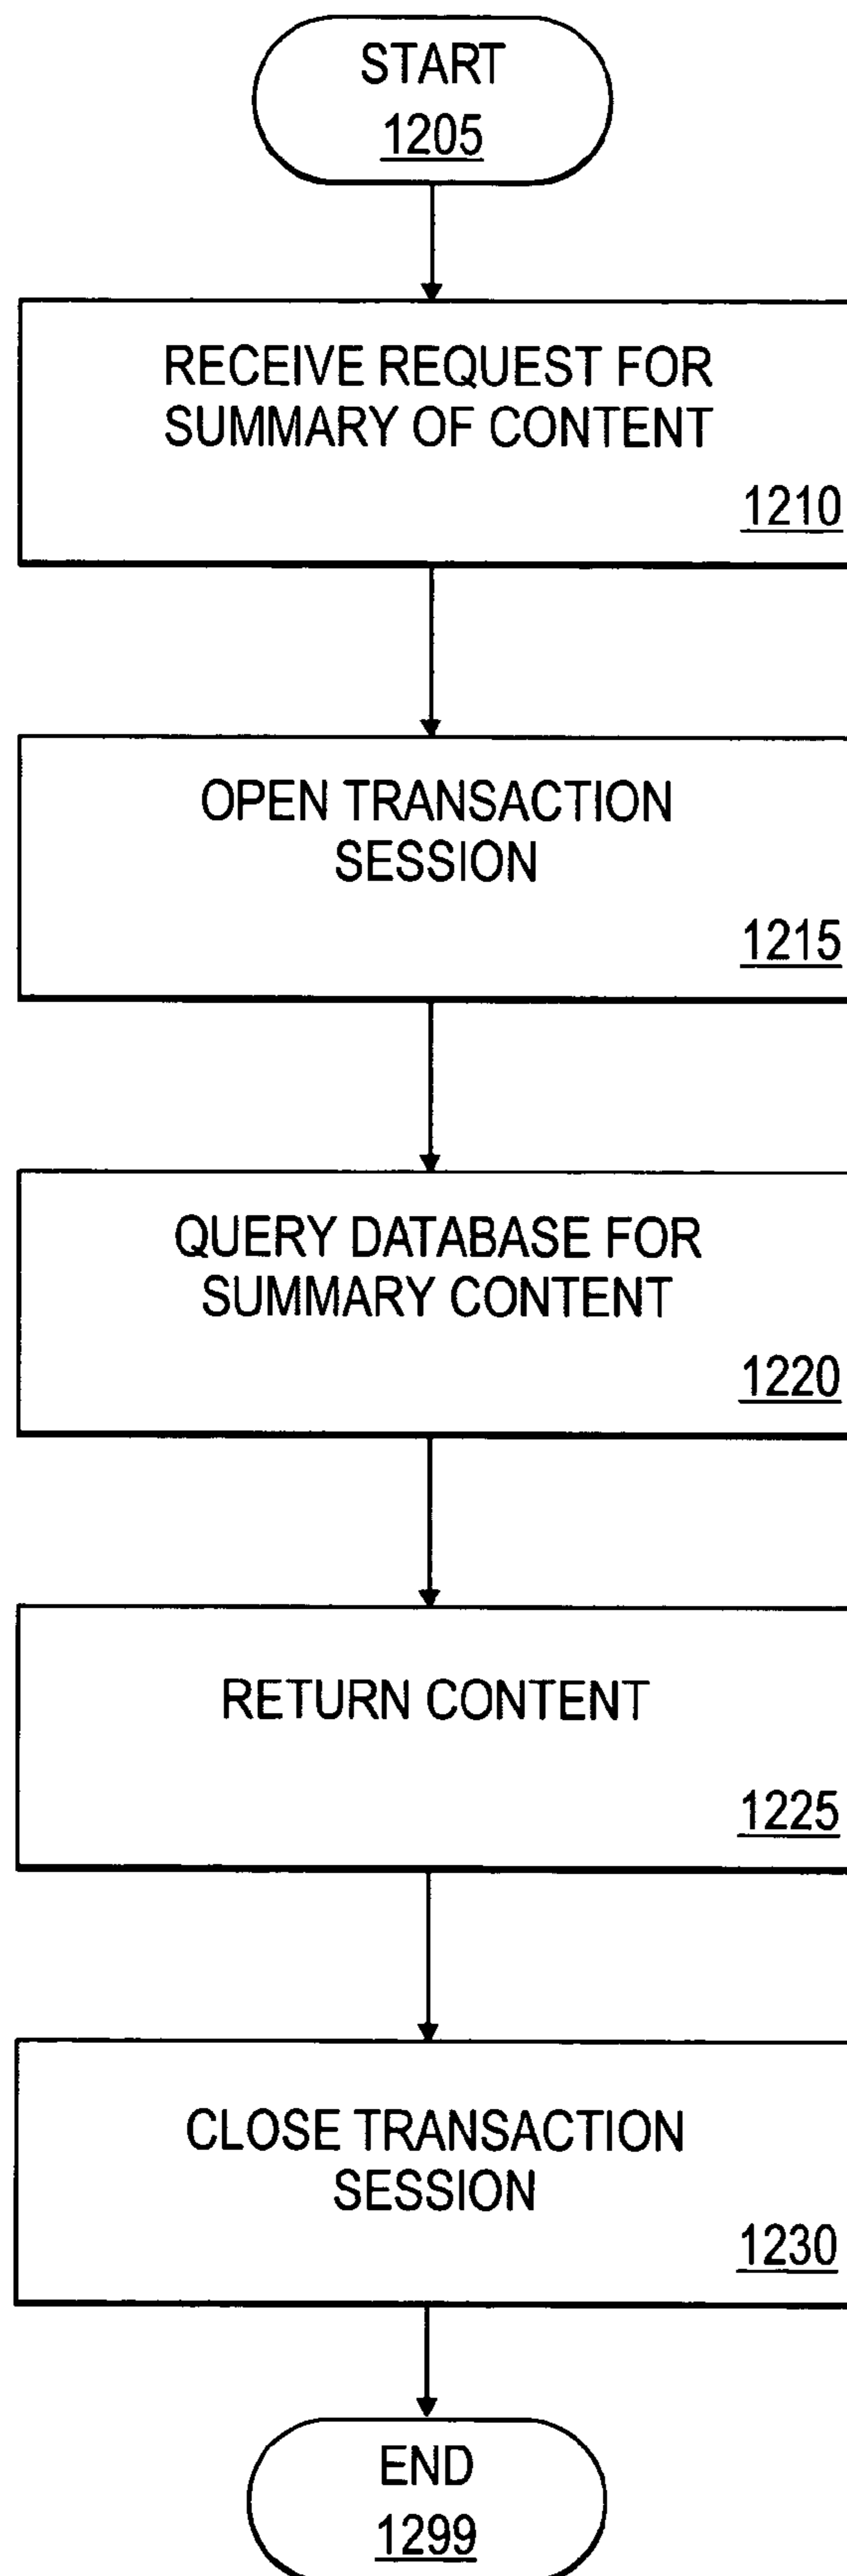 START
1205
RECEIVE REQUEST FOR
SUMMARY OF CONTENT
1210
OPEN TRANSACTION
SESSION
1215
QUERY DATABASE FOR
SUMMARY CONTENT
1220
RETURN CONTENT
1225
CLOSE TRANSACTION
SESSION
1230
END
1299